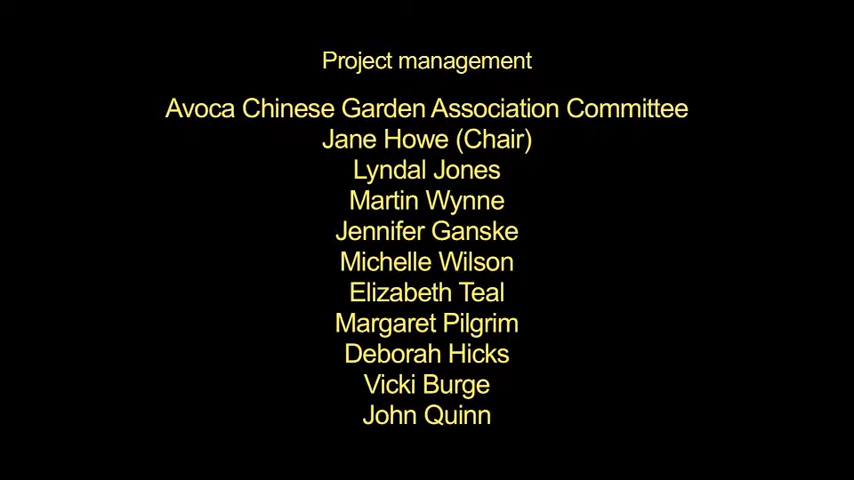 Project management
Avoca Chinese Garden Association Committee
Jane Howe (Chair)
Lyndal Jones
Martin Wynne
Jennifer Ganske
Michelle Wilson
Elizabeth Teal
Margaret Pilgrim
Deborah Hicks
Vicki Burge
John Quinn